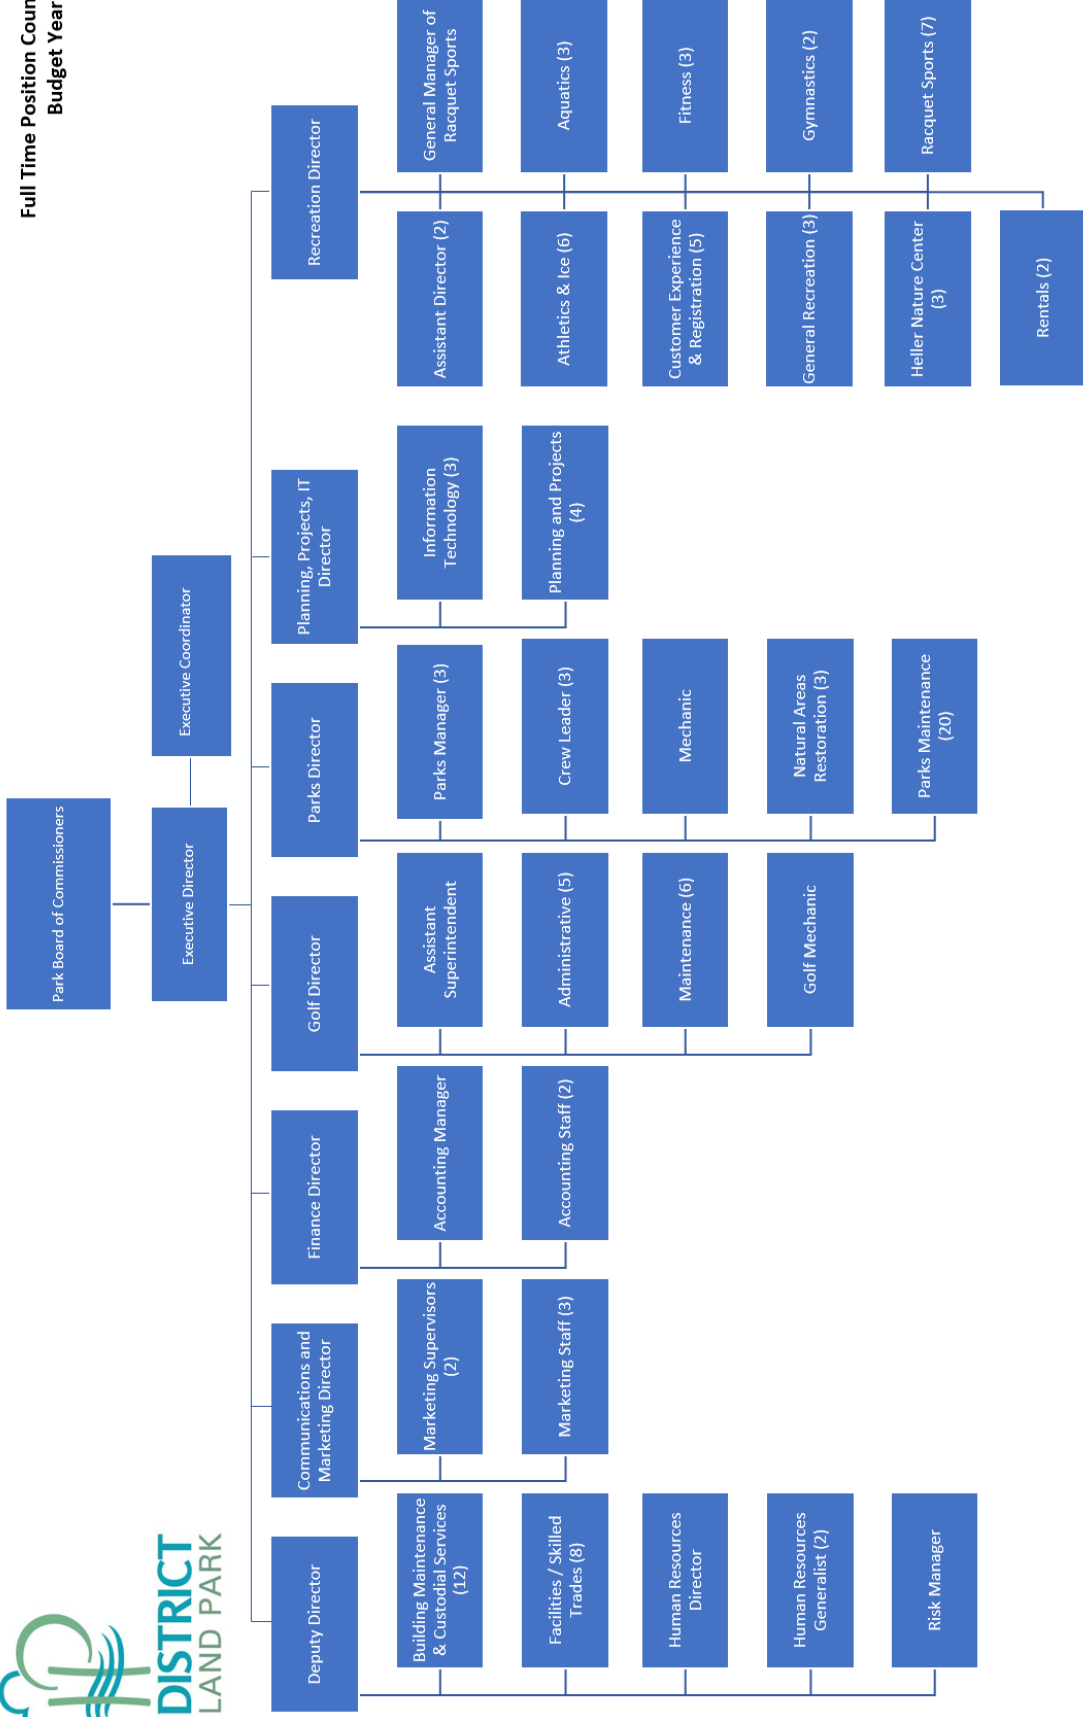 Full Time Position Coun
Budget Year
DISTRICT
LAND PARK
Park Board of Commissioners
Executive Director
Executive Coordinator
Deputy Director
Communications and
Marketing Director
Finance Director
Golf Director
Parks Director
Planning, Projects, IT
Director
Recreation Director
Building Maintenance
& Custodial Services
(12)
Facilities / Skilled
Trades (8)
Human Resources
Director
Human Resources
Generalist (2)
Risk Manager
Marketing Supervisors
(2)
Marketing Staff (3)
Accounting Manager
Accounting Staff (2)
Assistant
Superintendent
Administrative (5)
Maintenance (6)
Golf Mechanic
Parks Manager (3)
Crew Leader (3)
Mechanic
Natural Areas
Restoration (3)
Parks Maintenance
(20)
Information
Technology (3)
Planning and Projects
(4)
Assistant Director (2)
General Manager of
Racquet Sports
Athletics & Ice (6)
Aquatics (3)
Customer Experience
& Registration (5)
Fitness (3)
General Recreation (3)
Gymnastics (2)
Heller Nature Center
(3)
Racquet Sports (7)
Rentals (2)